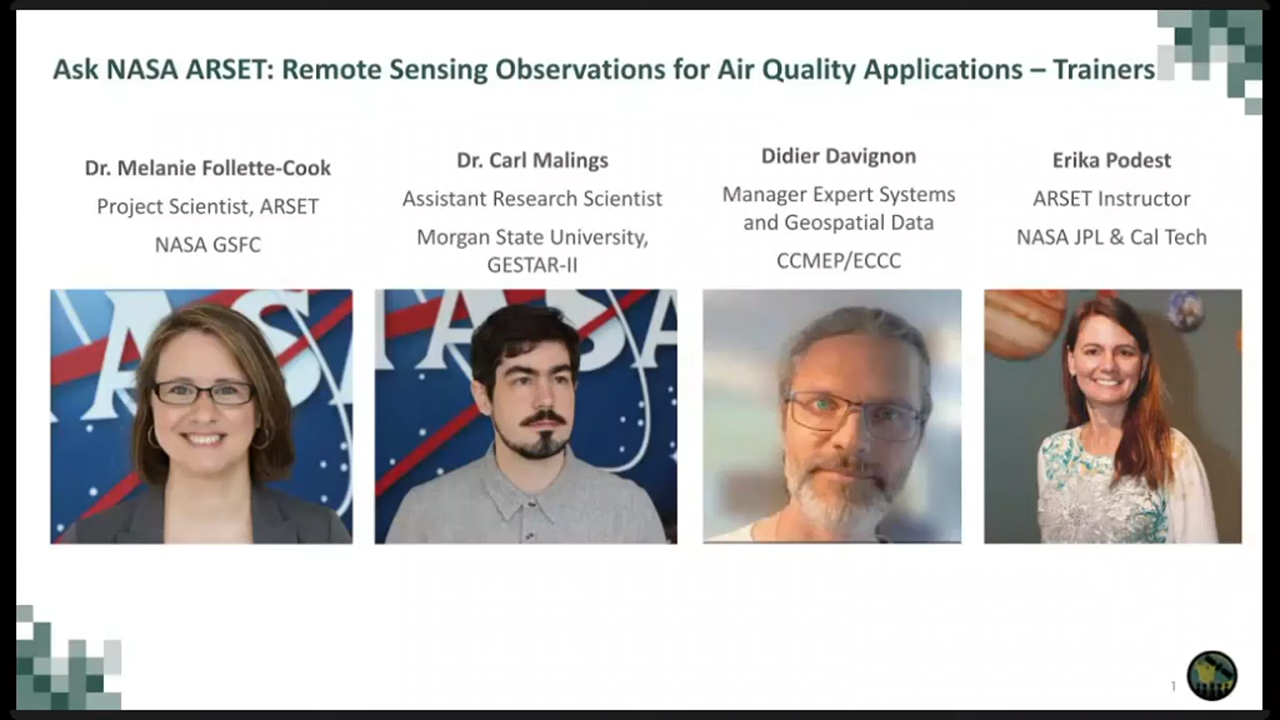 Ask NASA ARSET: Remote Sensing Observations for Air Quality Applications – Trainers
Dr. Melanie Follette-Cook
Project Scientist, ARSET
NASA GSFC
Dr. Carl Malings
Assistant Research Scientist
Morgan State University,
GESTAR-II
Didier Davignon
Manager Expert Systems
and Geospatial Data
CCMEP/ECCC
Erika Podest
ARSET Instructor
NASA JPL & Cal Tech
1